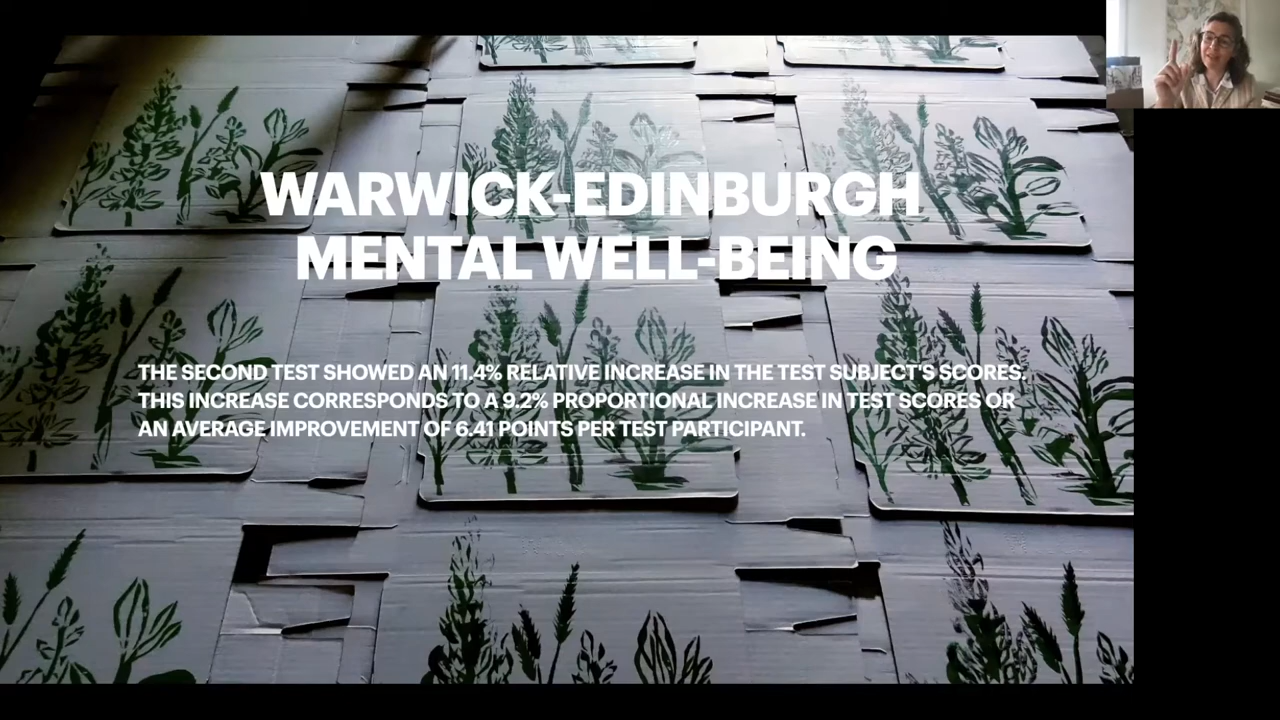 WARWICK-EDINBURGH
MENTAL WELL-BEING
THE SECOND TEST SHOWED AN 11.4% RELATIVE INCREASE IN THE TEST SUBJECT'S SCORES.
THIS INCREASE CORRESPONDS TO A 9.2% PROPORTIONAL INCREASE IN TEST SCORES OR
AN AVERAGE IMPROVEMENT OF 6.41 POINTS PER TEST PARTICIPANT.